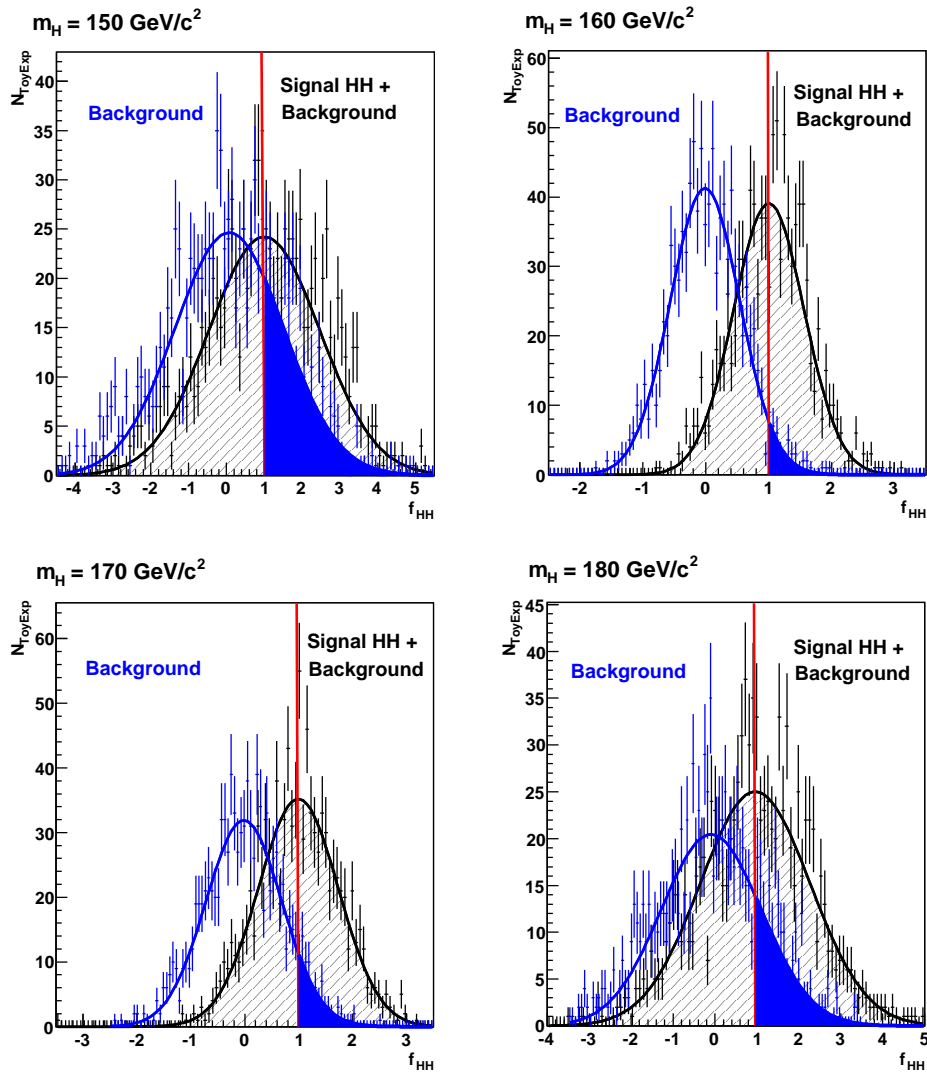 m_H = 150 GeV/c²
N_ToyExp
40
35
30
25
20
15
10
5
0
Background
Signal HH +
Background
-4 -3 -2 -1 0 1 2 3 4 5
f_HH
m_H = 160 GeV/c²
N_ToyExp
60
50
40
30
20
10
0
Background
Signal HH +
Background
-2 -1 0 1 2 3
f_HH
m_H = 170 GeV/c²
N_ToyExp
60
50
40
30
20
10
0
Background
Signal HH +
Background
-3 -2 -1 0 1 2 3
f_HH
m_H = 180 GeV/c²
N_ToyExp
45
40
35
30
25
20
15
10
5
0
Background
Signal HH +
Background
-4 -3 -2 -1 0 1 2 3 4 5
f_HH